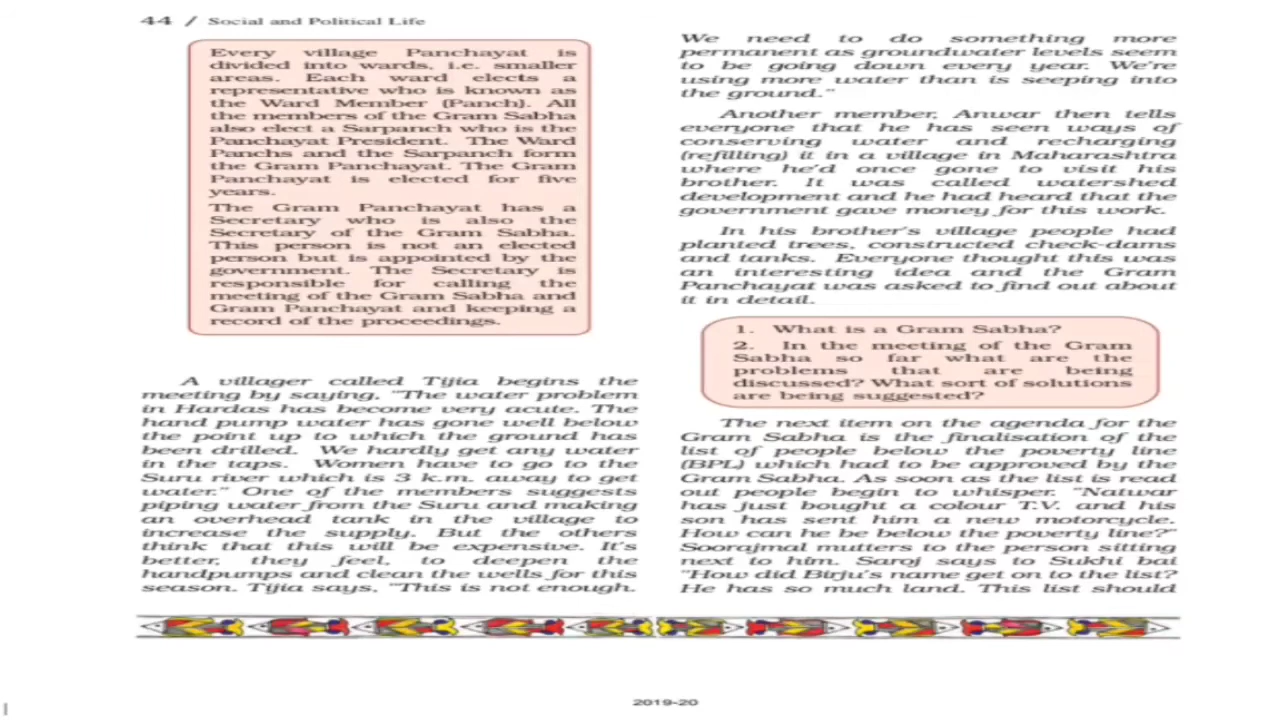 44 / Social and Political Life
Every village Panchayat is
divided into wards, i.e. smaller
areas. Each ward elects a
representative who is known as
the Ward Member (Panch). All
the members of the Gram Sabha
also elect a Sarpanch who is the
Panchayat President. The Ward
Panchs and the Sarpanch form
the Gram Panchayat. The Gram
Panchayat is elected for five
years.
The Gram Panchayat has a
Secretary who is also the
Secretary of the Gram Sabha.
This person is not an elected
person but is appointed by the
government. The Secretary is
responsible for calling the
meeting of the Gram Sabha and
Gram Panchayat and keeping a
record of the proceedings.
A villager called Tijia begins the
meeting by saying, "The water problem
in Hardas has become very acute. The
hand pump water has gone well below
the point up to which the ground has
been drilled. We hardly get any water
in the taps. Women have to go to the
Suru river which is 3 k.m. away to get
water." One of the members suggests
piping water from the Suru and making
an overhead tank in the village to
increase the supply. But the others
think that this will be expensive. It's
better, they feel, to deepen the
handpumps and clean the wells for this
season. Tijia says, "This is not enough.
We need to do something more
permanent as groundwater levels seem
to be going down every year. We're
using more water than is seeping into
the ground."
Another member, Anwar then tells
everyone that he has seen ways of
conserving water and recharging
(refilling) it in a village in Maharashtra
where he'd once gone to visit his
brother. It was called watershed
development and he had heard that the
government gave money for this work.
In his brother's village people had
planted trees, constructed check-dams
and tanks. Everyone thought this was
an interesting idea and the Gram
Panchayat was asked to find out about
it in detail.
1. What is a Gram Sabha?
2. In the meeting of the Gram
Sabha so far what are the
problems that are being
discussed? What sort of solutions
are being suggested?
The next item on the agenda for the
Gram Sabha is the finalisation of the
list of people below the poverty line
(BPL) which had to be approved by the
Gram Sabha. As soon as the list is read
out people begin to whisper. "Natwar
has just bought a colour T.V. and his
son has sent him a new motorcycle.
How can he be below the poverty line?"
Soorajmal mutters to the person sitting
next to him. Saroj says to Sukhi bai
"How did Birju's name get on to the list?
He has so much land. This list should
2019-20